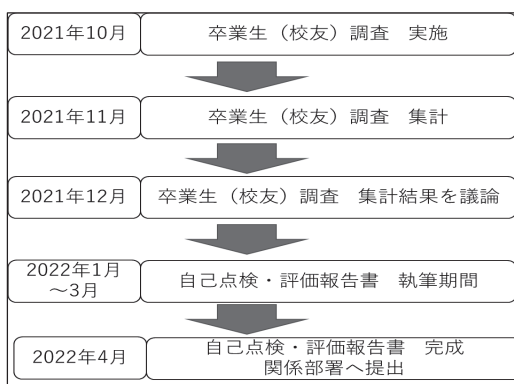 2021年10月
卒業生（校友）調査　実施
2021年11月
卒業生（校友）調査　集計
2021年12月
卒業生（校友）調査　集計結果を議論
2022年1月
～3月
自己点検・評価報告書　執筆期間
2022年4月
自己点検・評価報告書　完成
関係部署へ提出